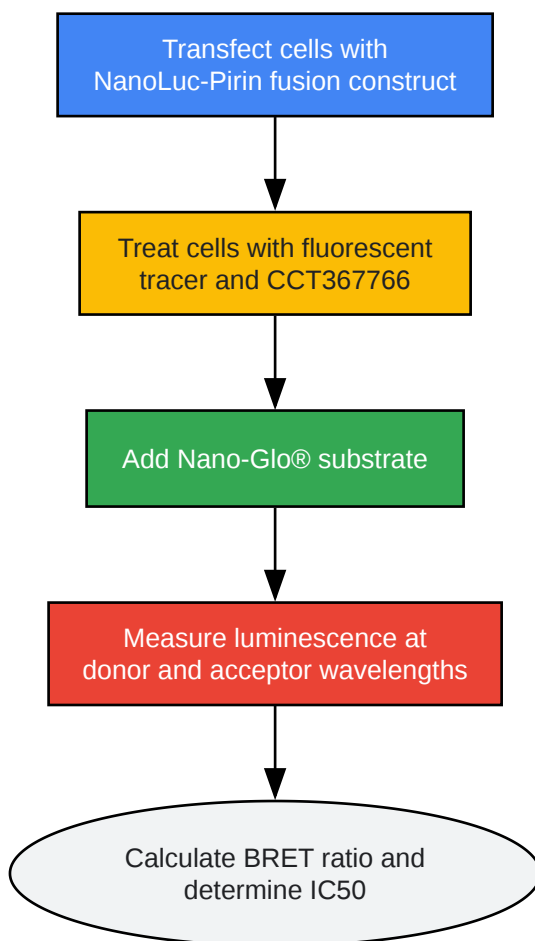 Transfect cells with
NanoLuc-Pirin fusion construct
Treat cells with fluorescent
tracer and CCT367766
Add Nano-Glo® substrate
Measure luminescence at
donor and acceptor wavelengths
Calculate BRET ratio and
determine IC50